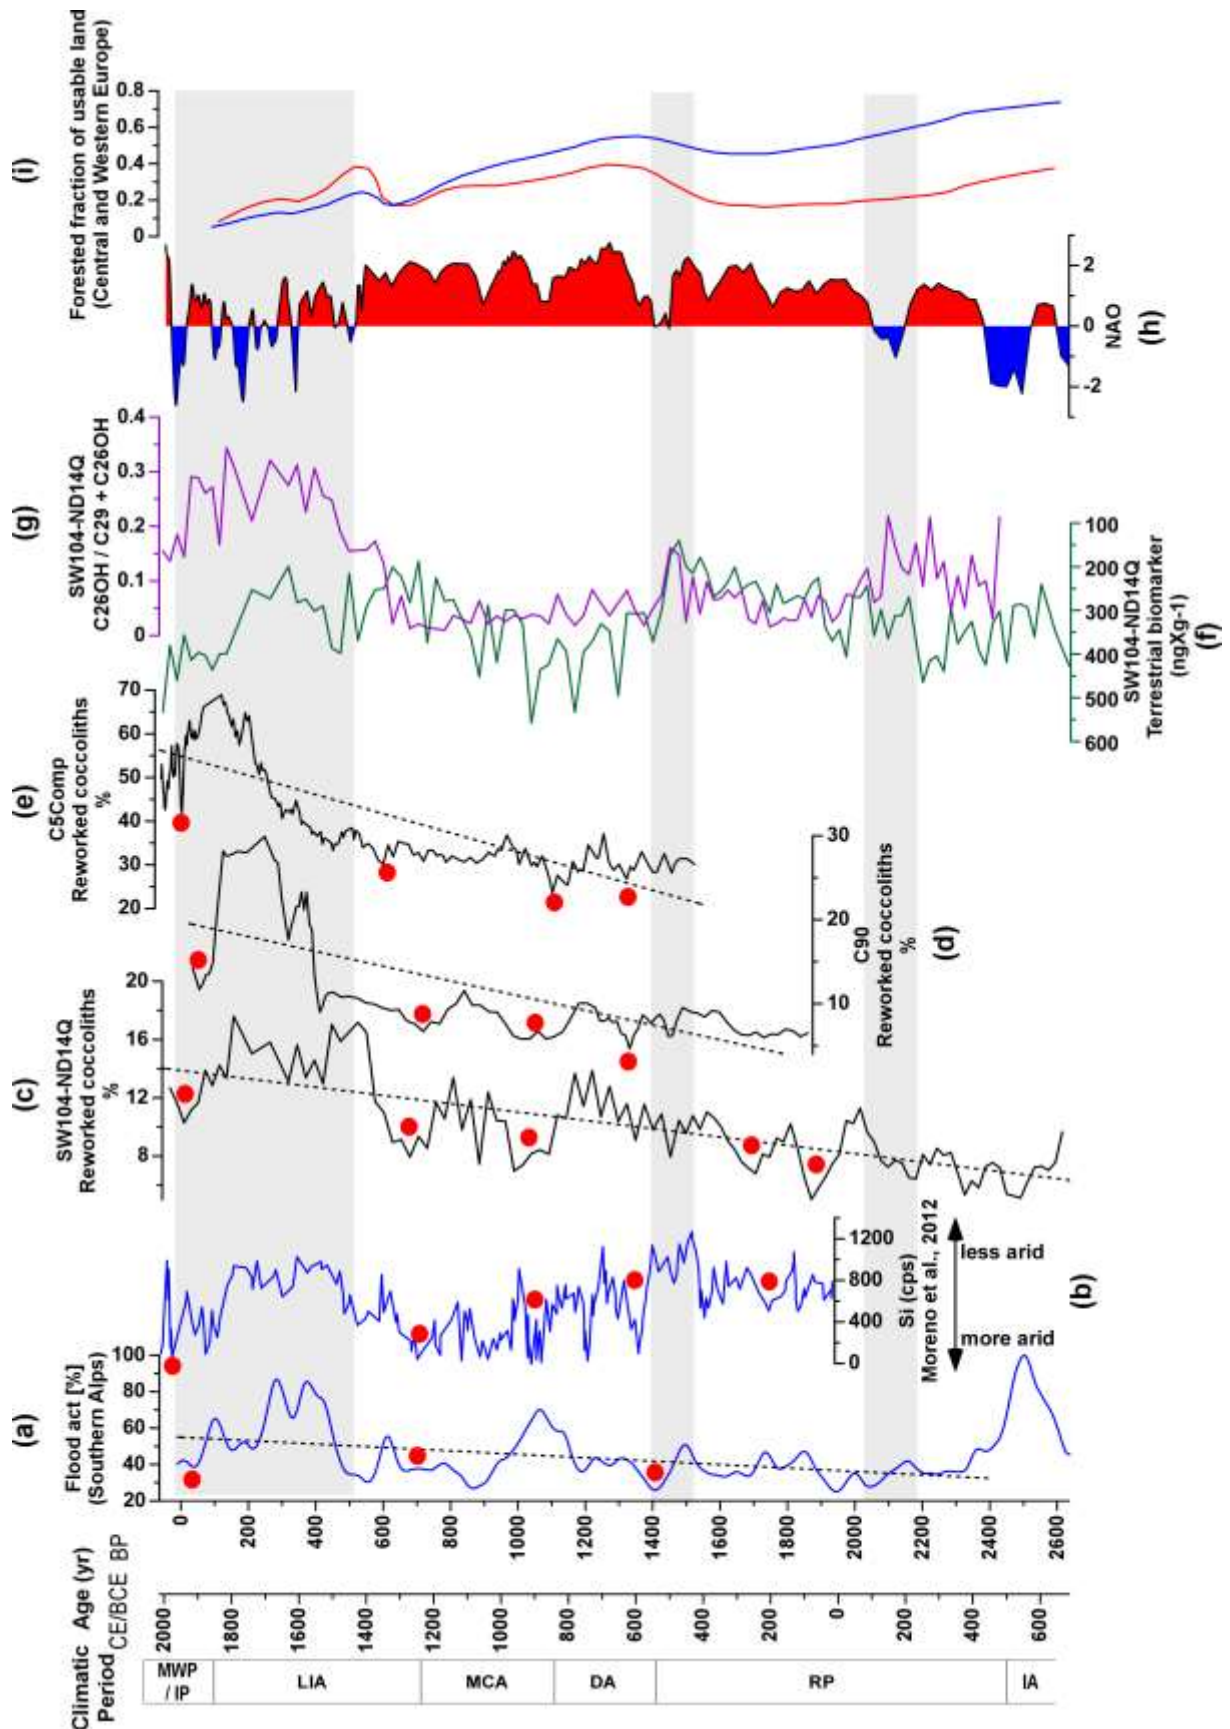 (a)
Flood act [%]
(Southern Alps)
100
80
60
40
20
(b)
Si (cps)
Moreno et al., 2012
1200
800
400
0
less arid
more arid
(c)
SW104-ND14Q
Reworked coccoliths
%
20
16
12
8
(d)
C90
Reworked coccoliths
%
30
20
10
(e)
C5Comp
Reworked coccoliths
%
70
60
50
40
30
20
(f)
SW104-ND14Q
Terrestrial biomarker
(ngXg-1)
100
200
300
400
500
600
(g)
SW104-ND14Q
C26OH / C29 + C26OH
0.4
0.3
0.2
0.1
0
(h)
NAO
2
0
-2
(i)
Forested fraction of usable land
(Central and Western Europe)
0.8
0.6
0.4
0.2
0
Age (yr)
CE/BCE BP
0 200 400 600 800 1000 1200 1400 1600 1800 2000 2200 2400 2600
2000 1800 1600 1400 1200 1000 800 600 400 200 0 200 400 600
Climatic
Period
MWP
/ IP
LIA
MCA
DA
RP
IA